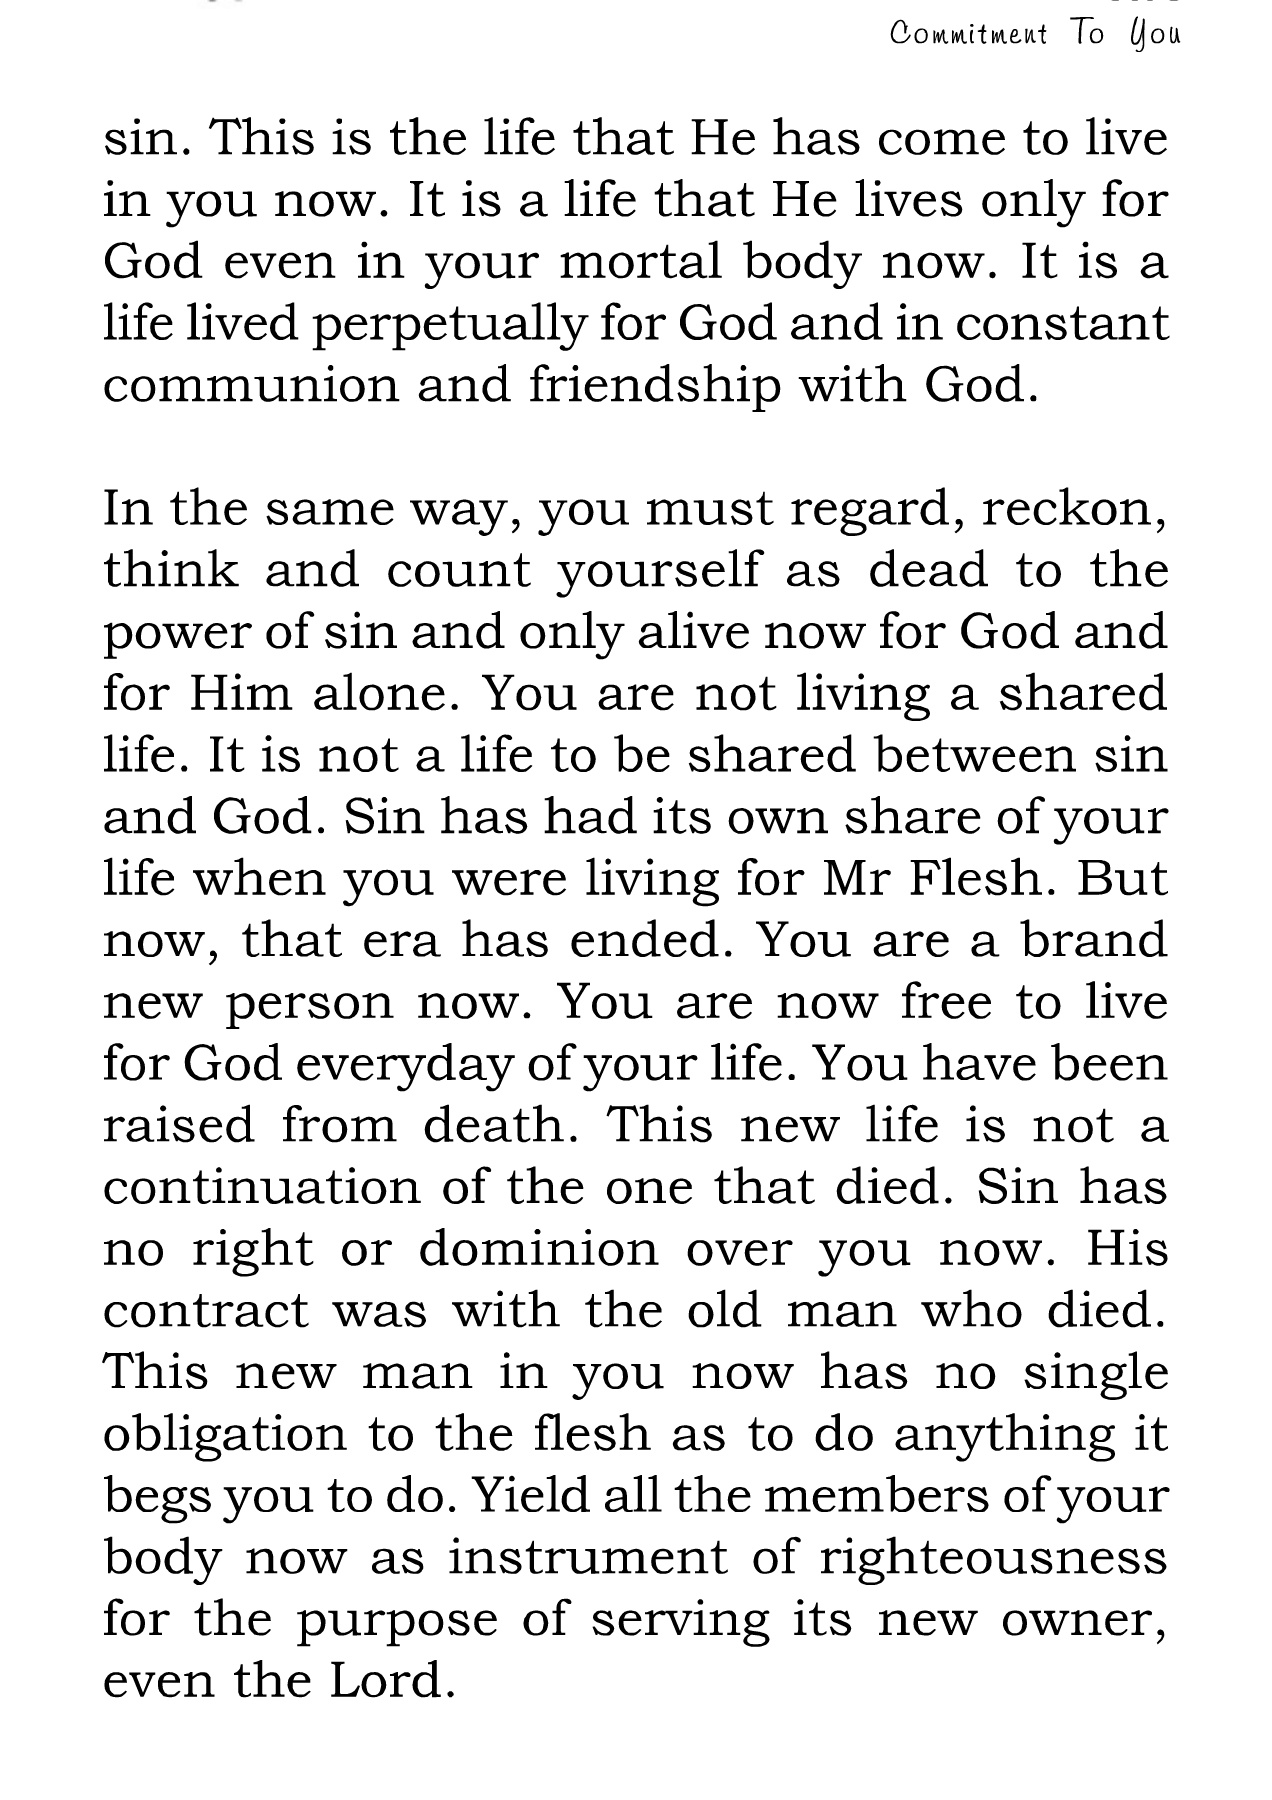 Commitment To You
sin. This is the life that He has come to live
in you now. It is a life that He lives only for
God even in your mortal body now. It is a
life lived perpetually for God and in constant
communion and friendship with God.
In the same way, you must regard, reckon,
think and count yourself as dead to the
power of sin and only alive now for God and
for Him alone. You are not living a shared
life. It is not a life to be shared between sin
and God. Sin has had its own share of your
life when you were living for Mr Flesh. But
now, that era has ended. You are a brand
new person now. You are now free to live
for God everyday of your life. You have been
raised from death. This new life is not a
continuation of the one that died. Sin has
no right or dominion over you now. His
contract was with the old man who died.
This new man in you now has no single
obligation to the flesh as to do anything it
begs you to do. Yield all the members of your
body now as instrument of righteousness
for the purpose of serving its new owner,
even the Lord.